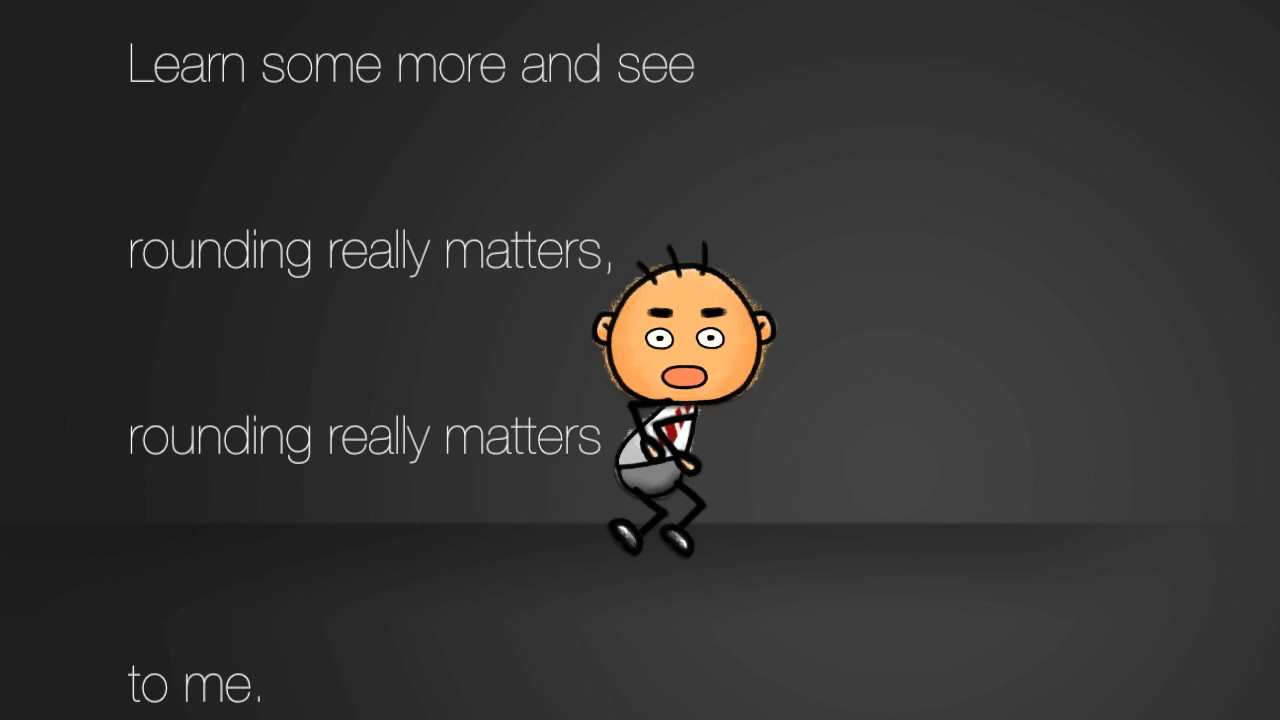 Learn some more and see
rounding really matters,
rounding really matters
to me.